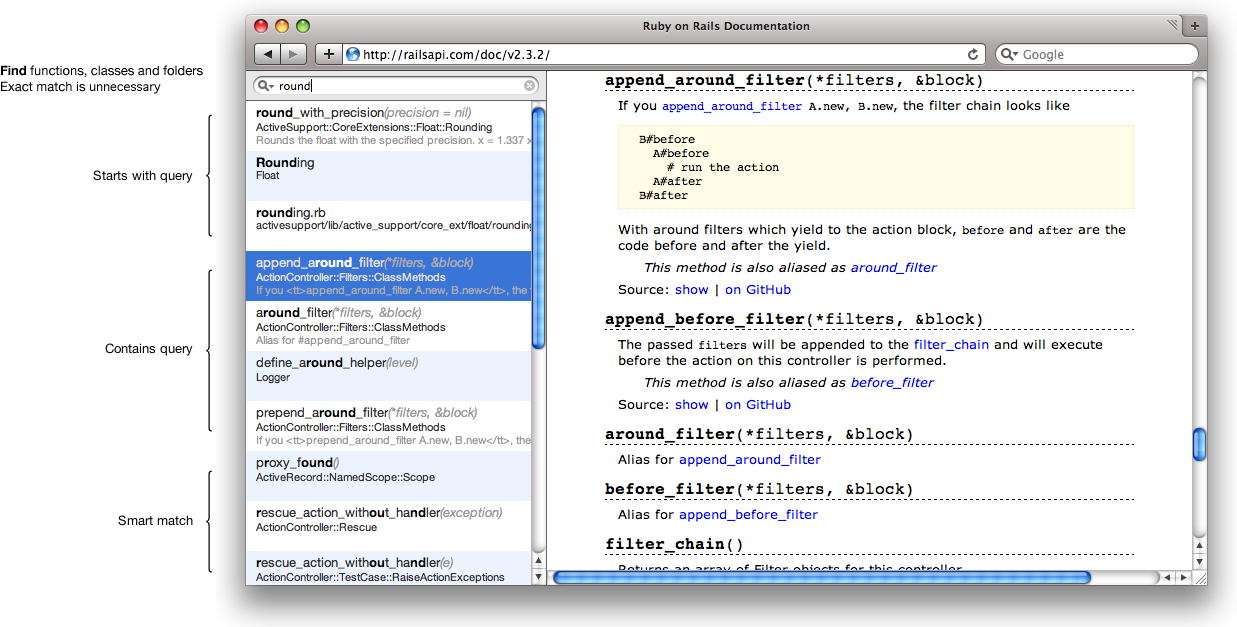 Ruby on Rails Documentation
http://railsapi.com/doc/v2.3.2/
Google
Find functions, classes and folders
Exact match is unnecessary
round
Starts with query
round_with_precision(precision = nil)
ActiveSupport::CoreExtensions::Float::Rounding
Rounds the float with the specified precision. x = 1.337 x
Rounding
Float
rounding.rb
activesupport/lib/active_support/core_ext/float/rounding
Contains query
append_around_filter(*filters, &block)
ActionController::Filters::ClassMethods
If you <tt>append_around_filter A.new, B.new</tt>, the
around_filter(*filters, &block)
ActionController::Filters::ClassMethods
Alias for #append_around_filter
define_around_helper(level)
Logger
prepend_around_filter(*filters, &block)
ActionController::Filters::ClassMethods
If you <tt>prepend_around_filter A.new, B.new</tt>, the
Smart match
proxy_found()
ActiveRecord::NamedScope::Scope
rescue_action_without_handler(exception)
ActionController::Rescue
rescue_action_without_handler(e)
ActionController::TestCase::RaiseActionExceptions
append_around_filter(*filters, &block)
If you append_around_filter A.new, B.new, the filter chain looks like
B#before
A#before
# run the action
A#after
B#after
With around filters which yield to the action block, before and after are the
code before and after the yield.
This method is also aliased as around_filter
Source: show | on GitHub
append_before_filter(*filters, &block)
The passed filters will be appended to the filter_chain and will execute
before the action on this controller is performed.
This method is also aliased as before_filter
Source: show | on GitHub
around_filter(*filters, &block)
Alias for append_around_filter
before_filter(*filters, &block)
Alias for append_before_filter
filter_chain()
Returns an array of Filter objects for this controller.